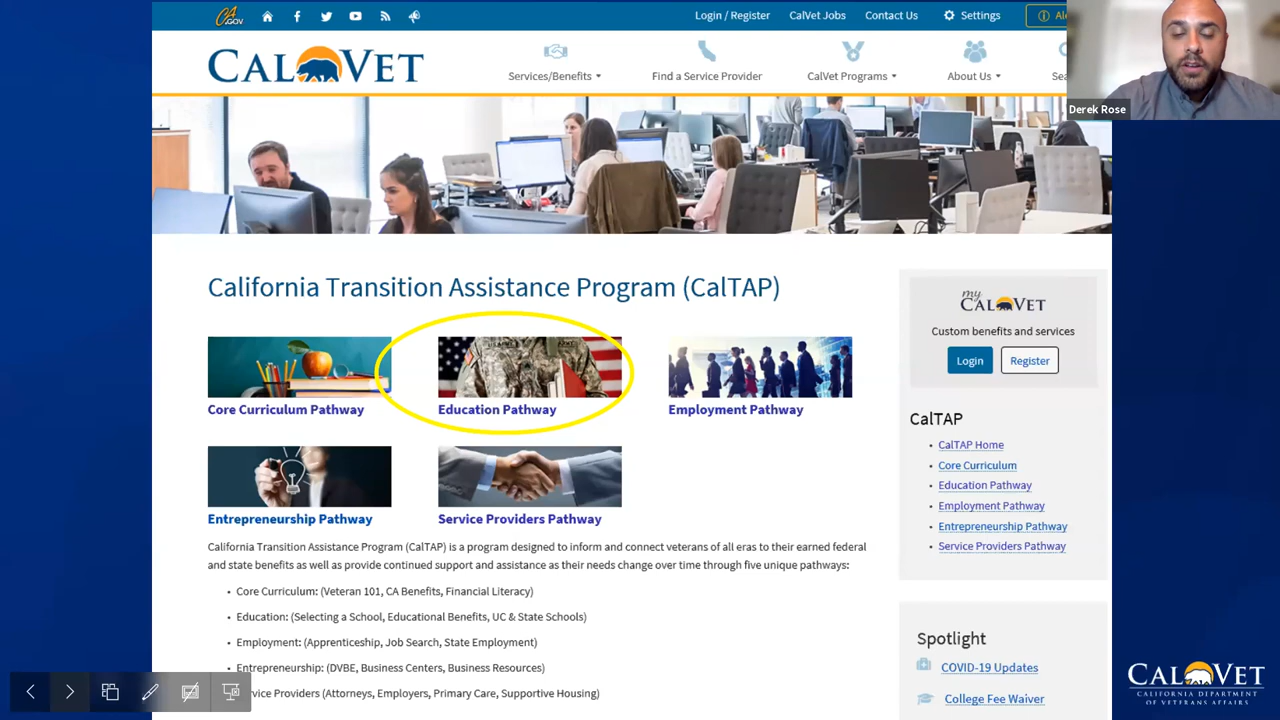 CA.GOV
Login / Register CalVet Jobs Contact Us Settings
CALVET
Services/Benefits Find a Service Provider CalVet Programs About Us
Derek Rose
California Transition Assistance Program (CalTAP)
Core Curriculum Pathway
Education Pathway
Employment Pathway
Entrepreneurship Pathway
Service Providers Pathway
California Transition Assistance Program (CalTAP) is a program designed to inform and connect veterans of all eras to their earned federal
and state benefits as well as provide continued support and assistance as their needs change over time through five unique pathways:
• Core Curriculum: (Veteran 101, CA Benefits, Financial Literacy)
• Education: (Selecting a School, Educational Benefits, UC & State Schools)
• Employment: (Apprenticeship, Job Search, State Employment)
Entrepreneurship: (DVBE, Business Centers, Business Resources)
Providers (Attorneys, Employers, Primary Care, Supportive Housing)
my
CALVET
Custom benefits and services
Login Register
CalTAP
• CalTAP Home
• Core Curriculum
• Education Pathway
• Employment Pathway
• Entrepreneurship Pathway
• Service Providers Pathway
Spotlight
COVID-19 Updates
College Fee Waiver
CALVET
CALIFORNIA DEPARTMENT
OF VETERANS AFFAIRS